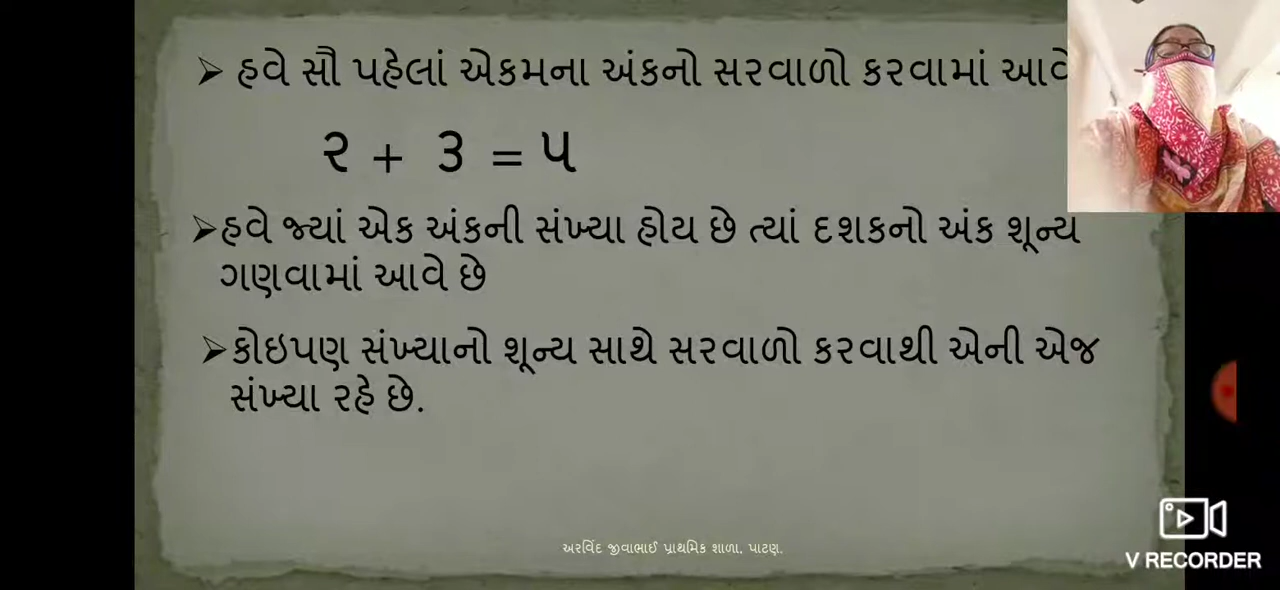 ➢ હવે સૌ પહેલાં એકમના અંકનો સરવાળો કરવામાં આવે
૨ + ૩ = ૫
➢હવે જ્યાં એક અંકની સંખ્યા હોય છે ત્યાં દશકનો અંક શૂન્ય
ગણવામાં આવે છે
➢કોઇપણ સંખ્યાનો શૂન્ય સાથે સરવાળો કરવાથી એની એજ
સંખ્યા રહે છે.
અરવિંદ જીવાભાઈ પ્રાથમિક શાળા, પાટણ.
V RECORDER